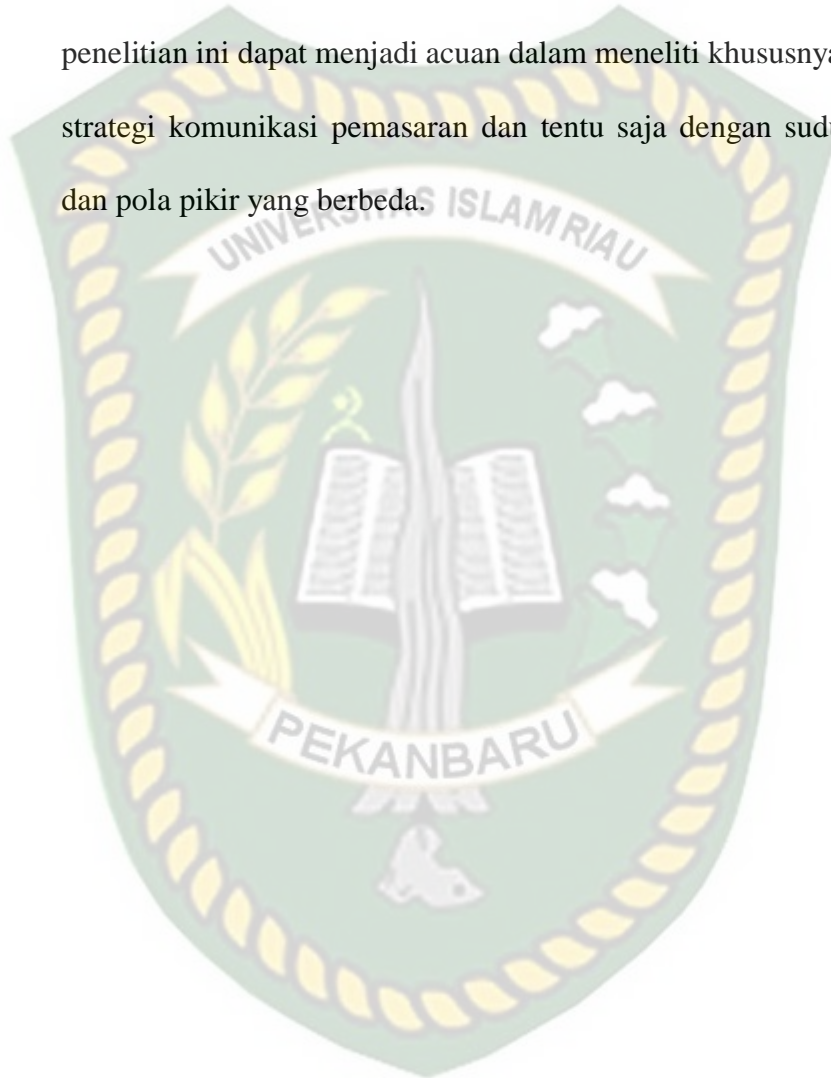 penelitian ini dapat menjadi acuan dalam meneliti khususnya
strategi komunikasi pemasaran dan tentu saja dengan
dan pola pikir yang berbeda.
UNIVERSITAS ISLAM RIAU
PEKANBARU